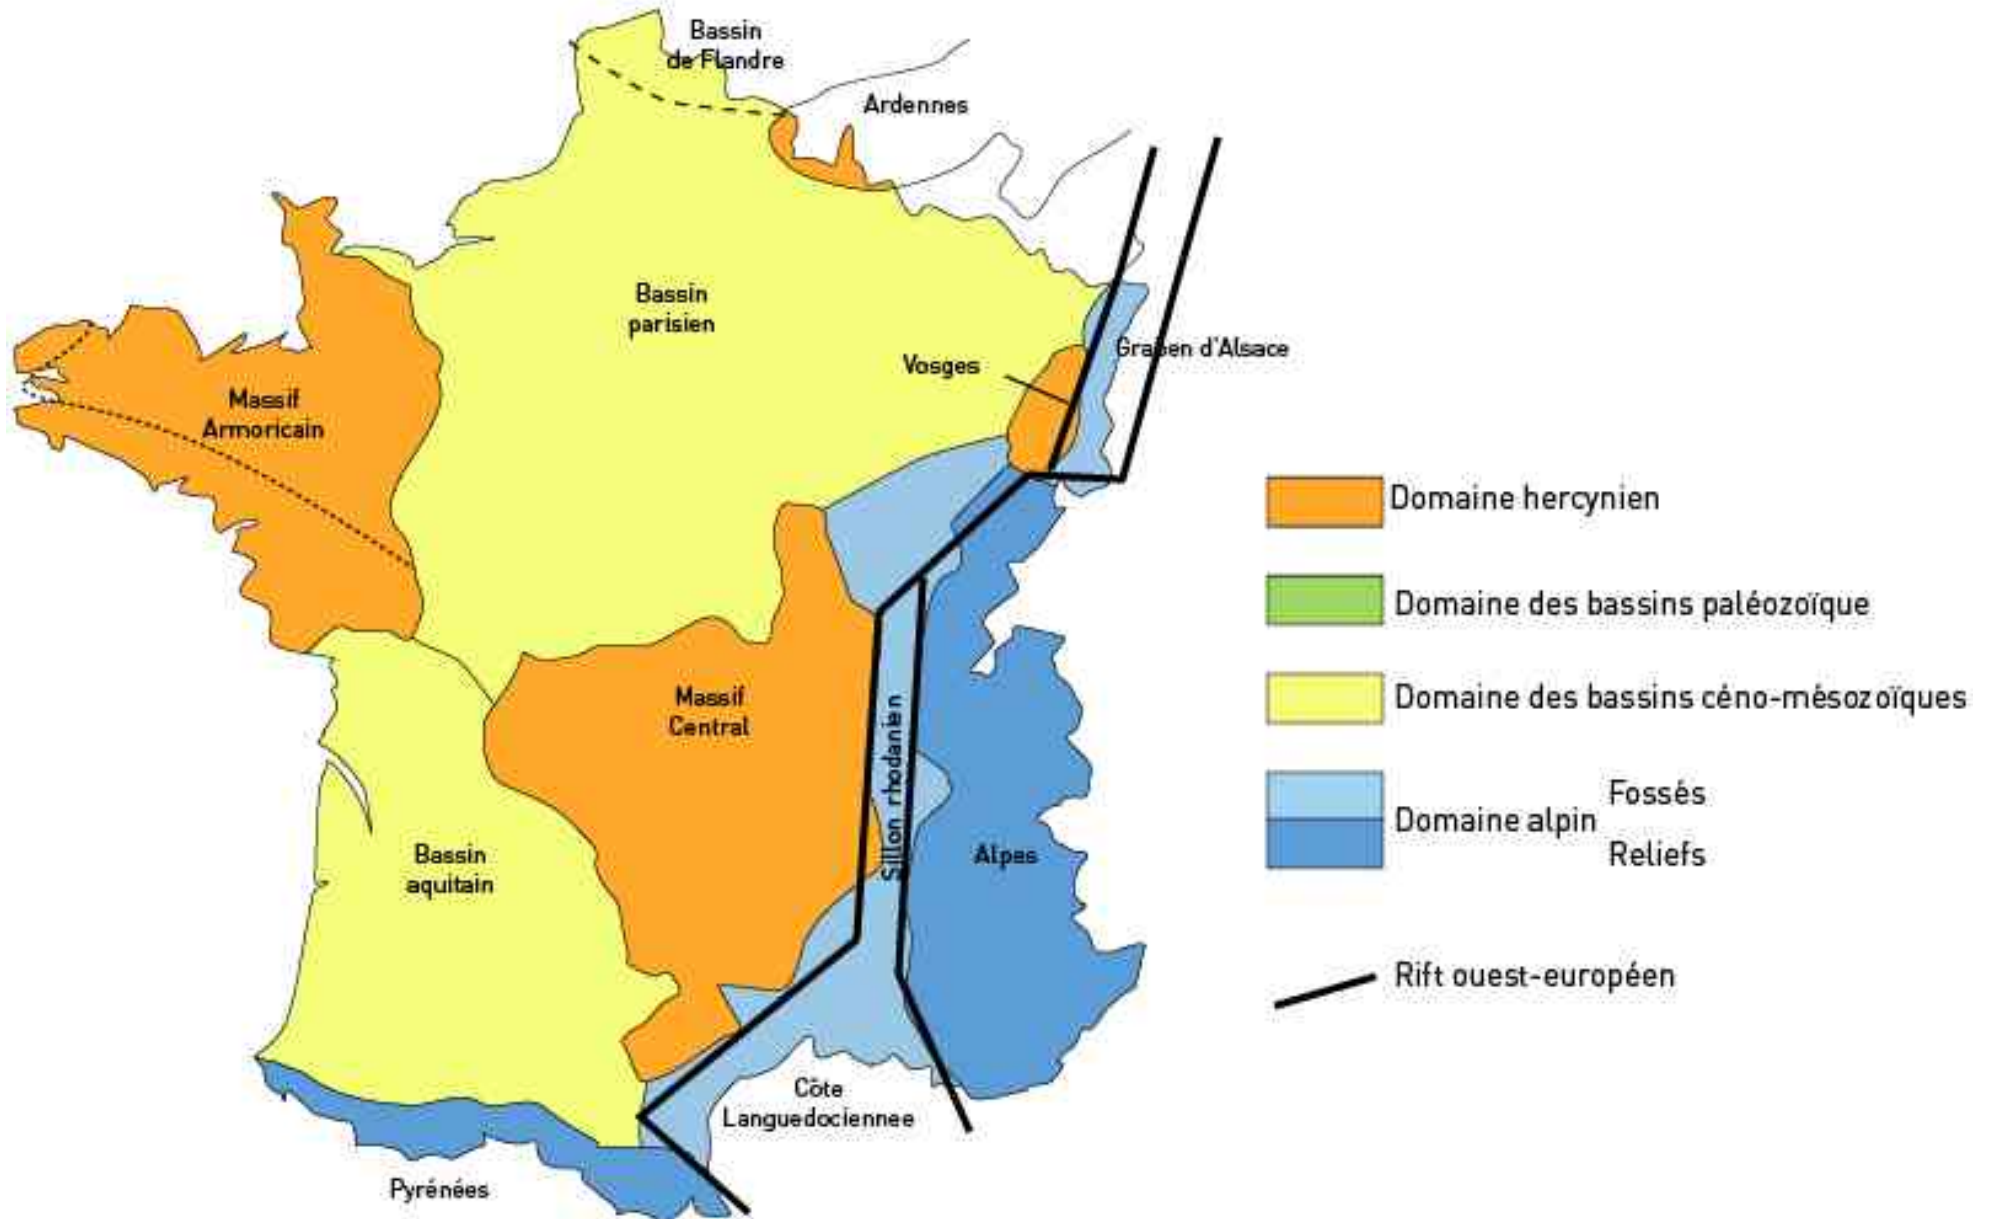 Bassin
de Flandre
Ardennes
Bassin
parisien
Graben d'Alsace
Vosges
Massif
Armoricain
Massif
Central
Sillon rhodanien
Bassin
aquitain
Alpes
Côte
Languedociennee
Pyrénées
Domaine hercynien
Domaine des bassins paléozoïque
Domaine des bassins céno-mésozoïques
Domaine alpin
Fossés
Reliefs
Rift ouest-européen